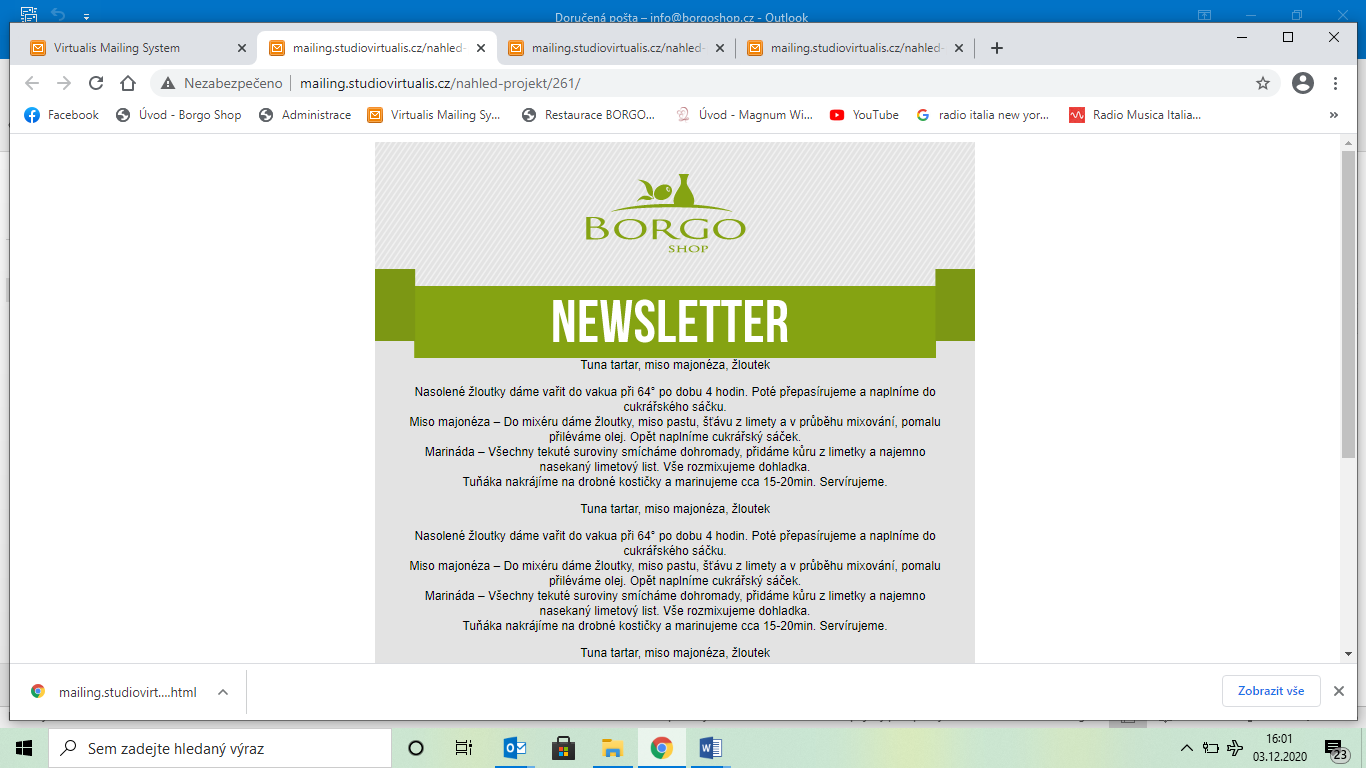 Doručená pošta – info@borgoshop.cz - Outlook
Virtualis Mailing System
mailing.studiovirtualis.cz/nahled-
mailing.studiovirtualis.cz/nahled-
mailing.studiovirtualis.cz/nahled-
Nezabezpečeno
mailing.studiovirtualis.cz/nahled-projekt/261/
Facebook
Úvod - Borgo Shop
Administrace
Virtualis Mailing Sy...
Restaurace BORGO...
Úvod - Magnum Wi...
YouTube
radio italia new yor...
Radio Musica Italia...
BORGO
SHOP
NEWSLETTER
Tuna tartar, miso majonéza, žloutek
Nasolené žloutky dáme vařit do vakua při 64° po dobu 4 hodin. Poté přepasírujeme a naplníme do
cukrářského sáčku.
Miso majonéza – Do mixéru dáme žloutky, miso pastu, šťávu z limety a v průběhu mixování, pomalu
přiléváme olej. Opět naplníme cukrářský sáček.
Marináda – Všechny tekuté suroviny smícháme dohromady, přidáme kůru z limetky a najemno
nasekaný limetový list. Vše rozmixujeme dohladka.
Tuňáka nakrájíme na drobné kostičky a marinujeme cca 15-20min. Servírujeme.
Tuna tartar, miso majonéza, žloutek
Nasolené žloutky dáme vařit do vakua při 64° po dobu 4 hodin. Poté přepasírujeme a naplníme do
cukrářského sáčku.
Miso majonéza – Do mixéru dáme žloutky, miso pastu, šťávu z limety a v průběhu mixování, pomalu
přiléváme olej. Opět naplníme cukrářský sáček.
Marináda – Všechny tekuté suroviny smícháme dohromady, přidáme kůru z limetky a najemno
nasekaný limetový list. Vše rozmixujeme dohladka.
Tuňáka nakrájíme na drobné kostičky a marinujeme cca 15-20min. Servírujeme.
Tuna tartar, miso majonéza, žloutek
mailing.studiovirt....html
Zobrazit vše
Sem zadejte hledaný výraz
16:01
03.12.2020
23